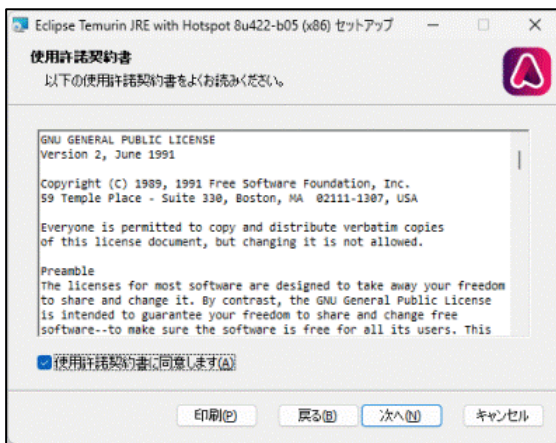 Eclipse Temurin JRE with Hotspot 8u422-b05 (x86) セットアップ
使用許諾契約書
以下の使用許諾契約書をよくお読みください。
GNU GENERAL PUBLIC LICENSE
Version 2, June 1991
Copyright (C) 1989, 1991 Free Software Foundation, Inc.
59 Temple Place - Suite 330, Boston, MA  02111-1307, USA
Everyone is permitted to copy and distribute verbatim copies
of this license document, but changing it is not allowed.
Preamble
The licenses for most software are designed to take away your freedom
to share and change it. By contrast, the GNU General Public License
is intended to guarantee your freedom to share and change free
software--to make sure the software is free for all its users. This
使用許諾契約書に同意します(A)
印刷(P) 戻る(B) 次へ(N) キャンセル